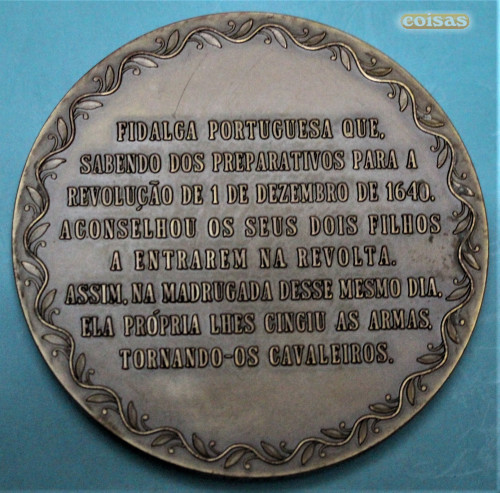 coisas
FIDALGA PORTUGUESA QUE,
SABENDO DOS PREPARATIVOS PARA A
REVOLUÇÃO DE 1 DE DEZEMBRO DE 1640,
ACONSELHOU OS SEUS DOIS FILHOS
A ENTRAREM NA REVOLTA.
ASSIM, NA MADRUGADA DESSE MESMO DIA,
ELA PRÓPRIA LHES CINGIU AS ARMAS,
TORNANDO-OS CAVALEIROS.